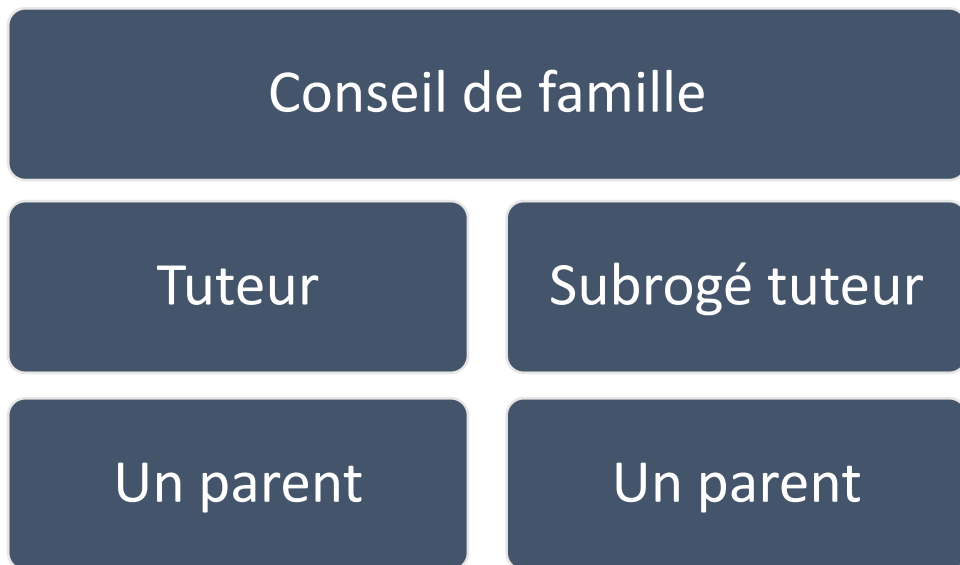 Conseil de famille
Tuteur
Subrogé tuteur
Un parent
Un parent